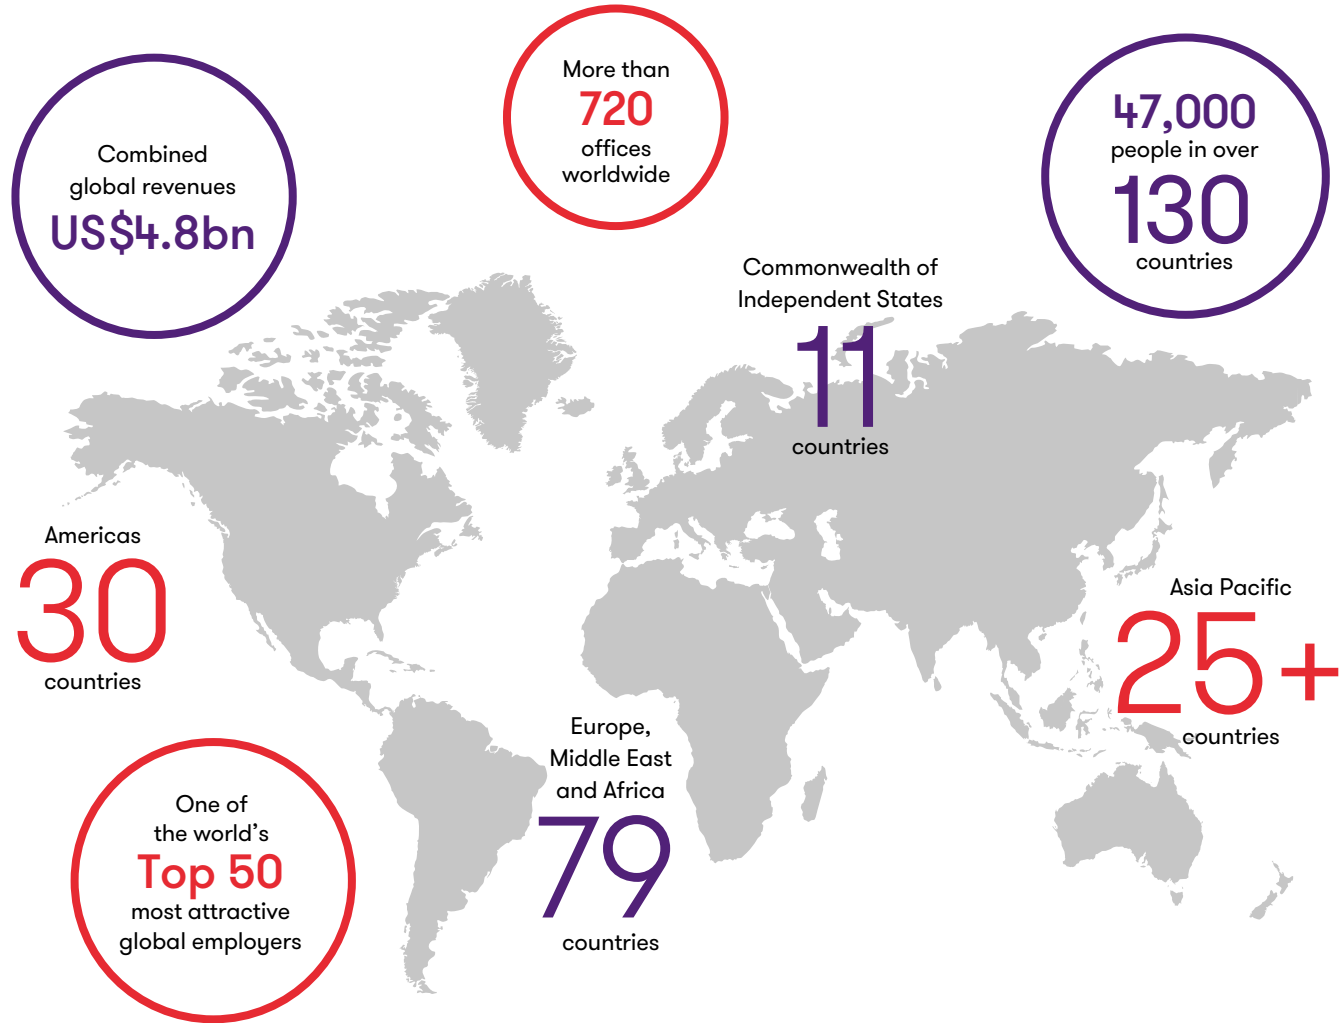 More than
720
offices
worldwide
Combined
global revenues
US$4.8bn
47,000
people in over
130
countries
Commonwealth of
Independent States
11
countries
Americas
30
countries
Asia Pacific
25+
countries
Europe,
Middle East
and Africa
79
countries
One of
the world's
Top 50
most attractive
global employers